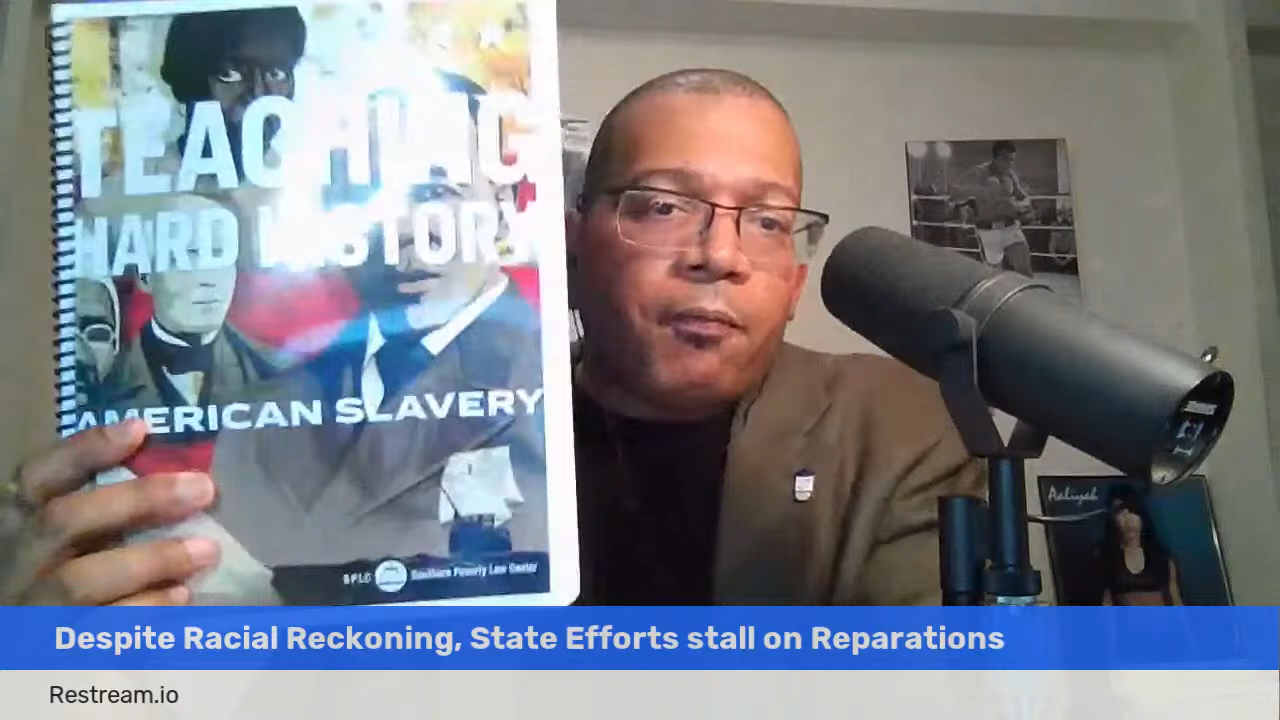 TEACHING
HARD HISTORY
AMERICAN SLAVERY
SPLC Southern Poverty Law Center
Aaliyah
Despite Racial Reckoning, State Efforts stall on Reparations
Restream.io